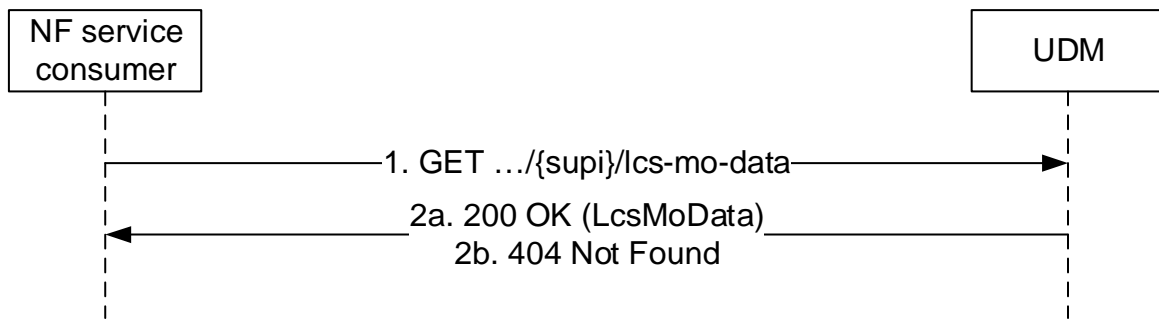 NF service
consumer
UDM
1. GET …/{supi}/lcs-mo-data
2a. 200 OK (LcsMoData)
2b. 404 Not Found